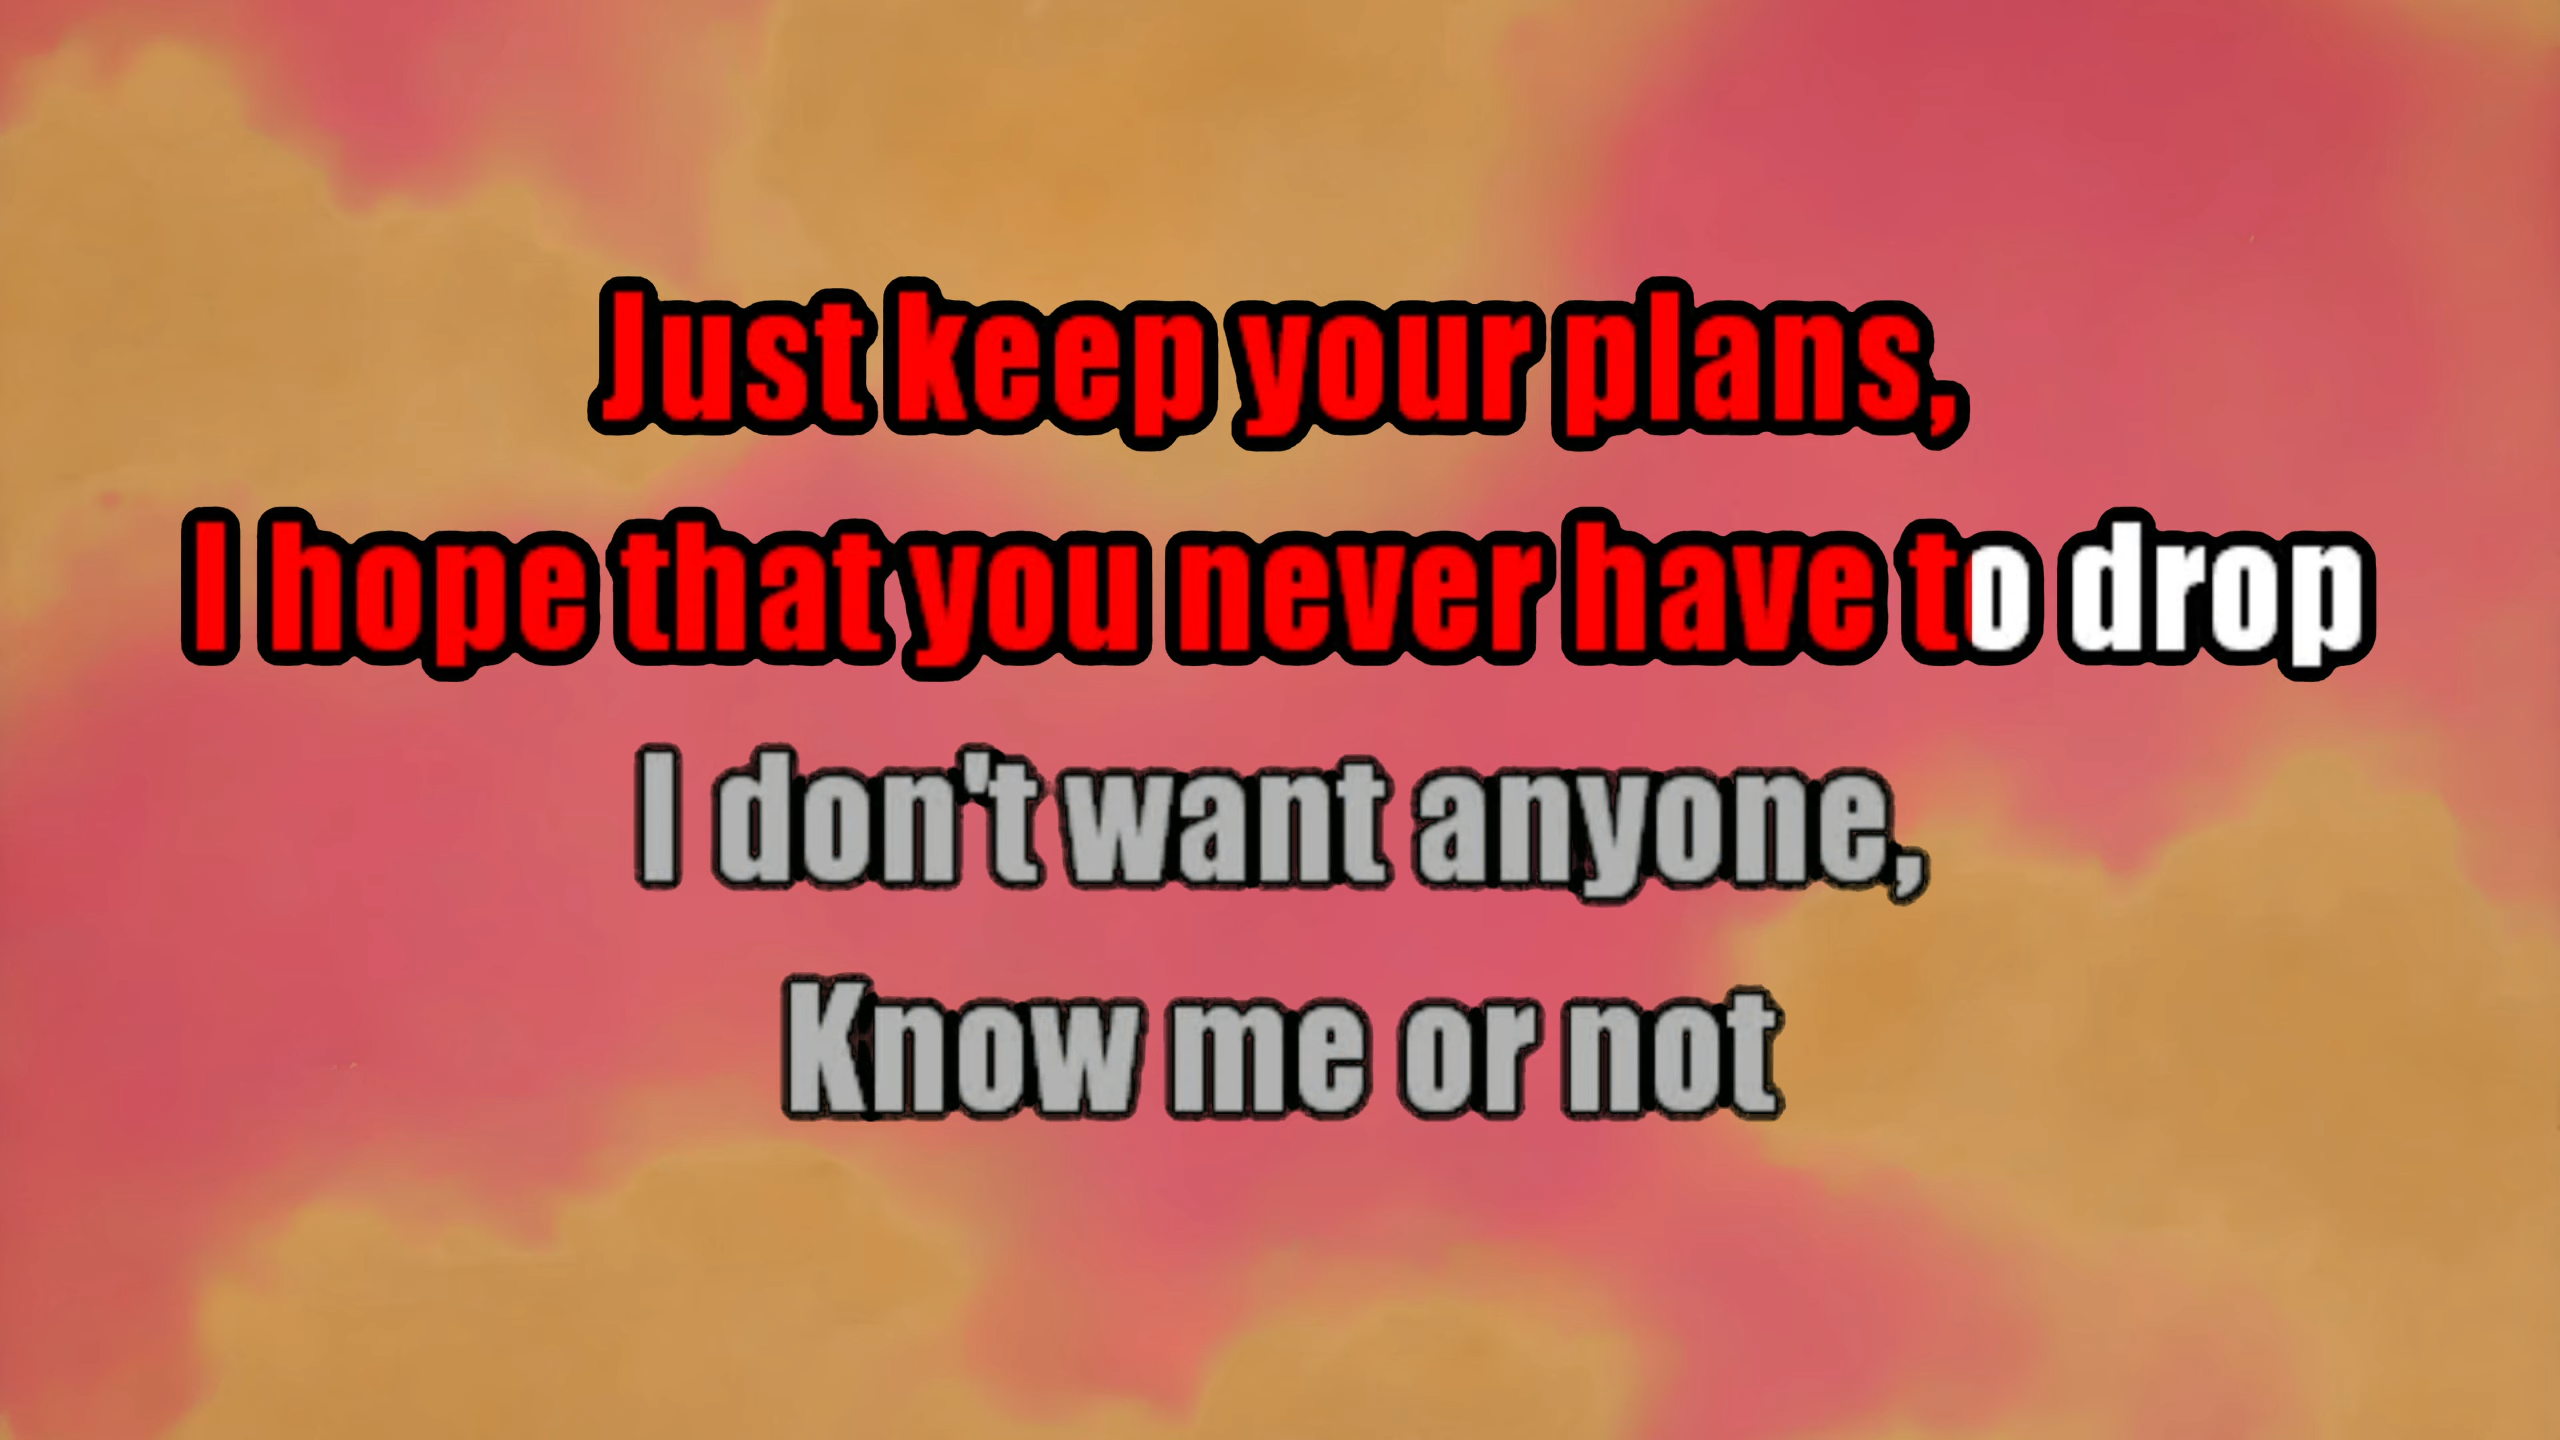 Just keep your plans,
I hope that you never have to drop
I don't want anyone,
Know me or not